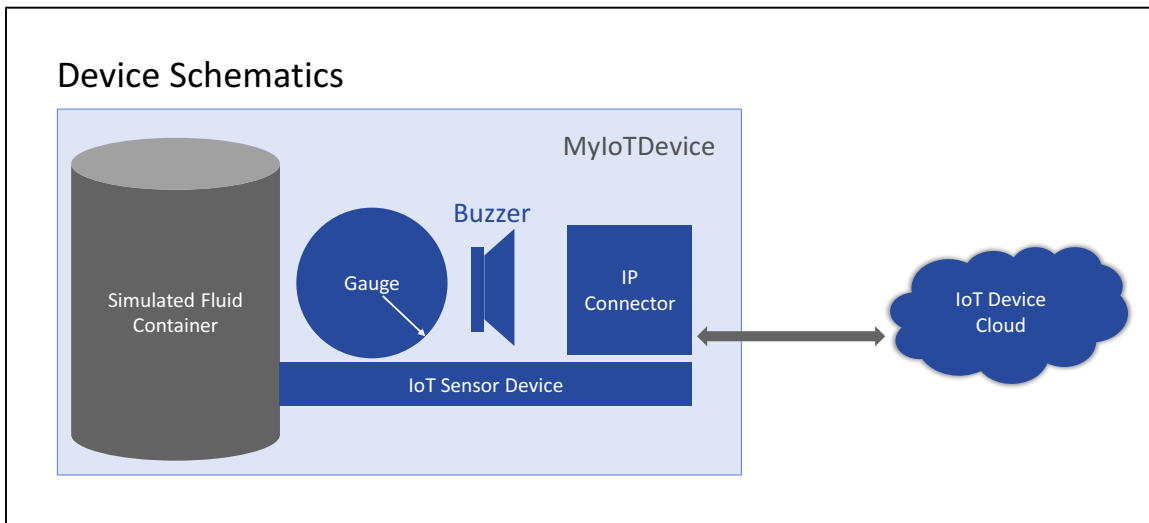 Device Schematics
MyIoTDevice
Buzzer
Gauge
Simulated Fluid
Container
IP
Connector
IoT Sensor Device
IoT Device
Cloud